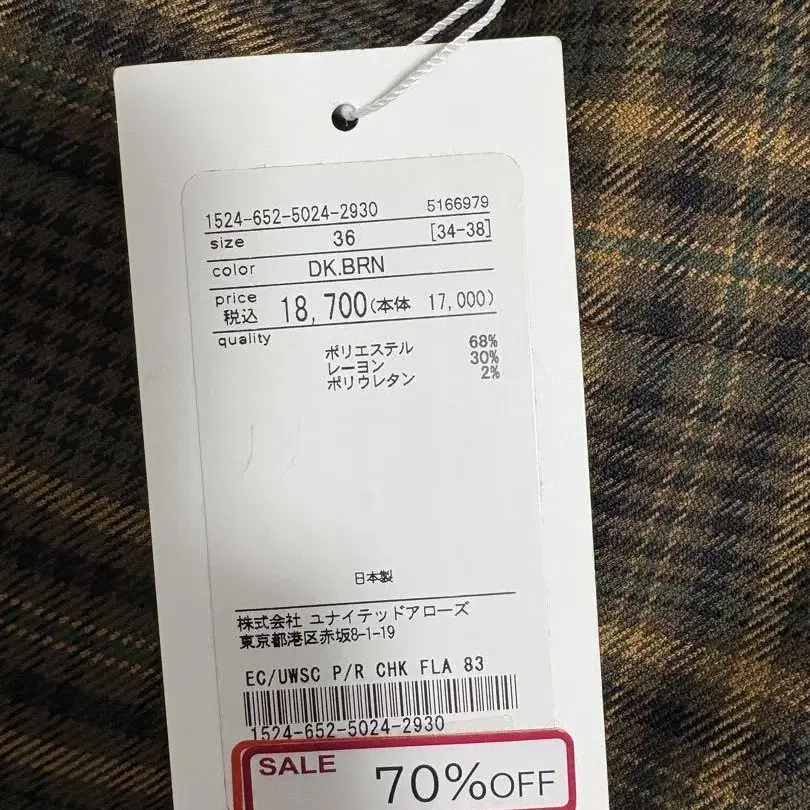 1524-652-5024-2930 5166979
size 36 [34-38]
color DK.BRN
price
税込 18,700(本体 17,000)
quality
ポリエステル 68%
レーヨン 30%
ポリウレタン 2%
日本製
株式会社 ユナイテッドアローズ
東京都港区赤坂8-1-19
EC/UWSC P/R CHK FLA 83
1524-652-5024-2930
SALE
70%OFF